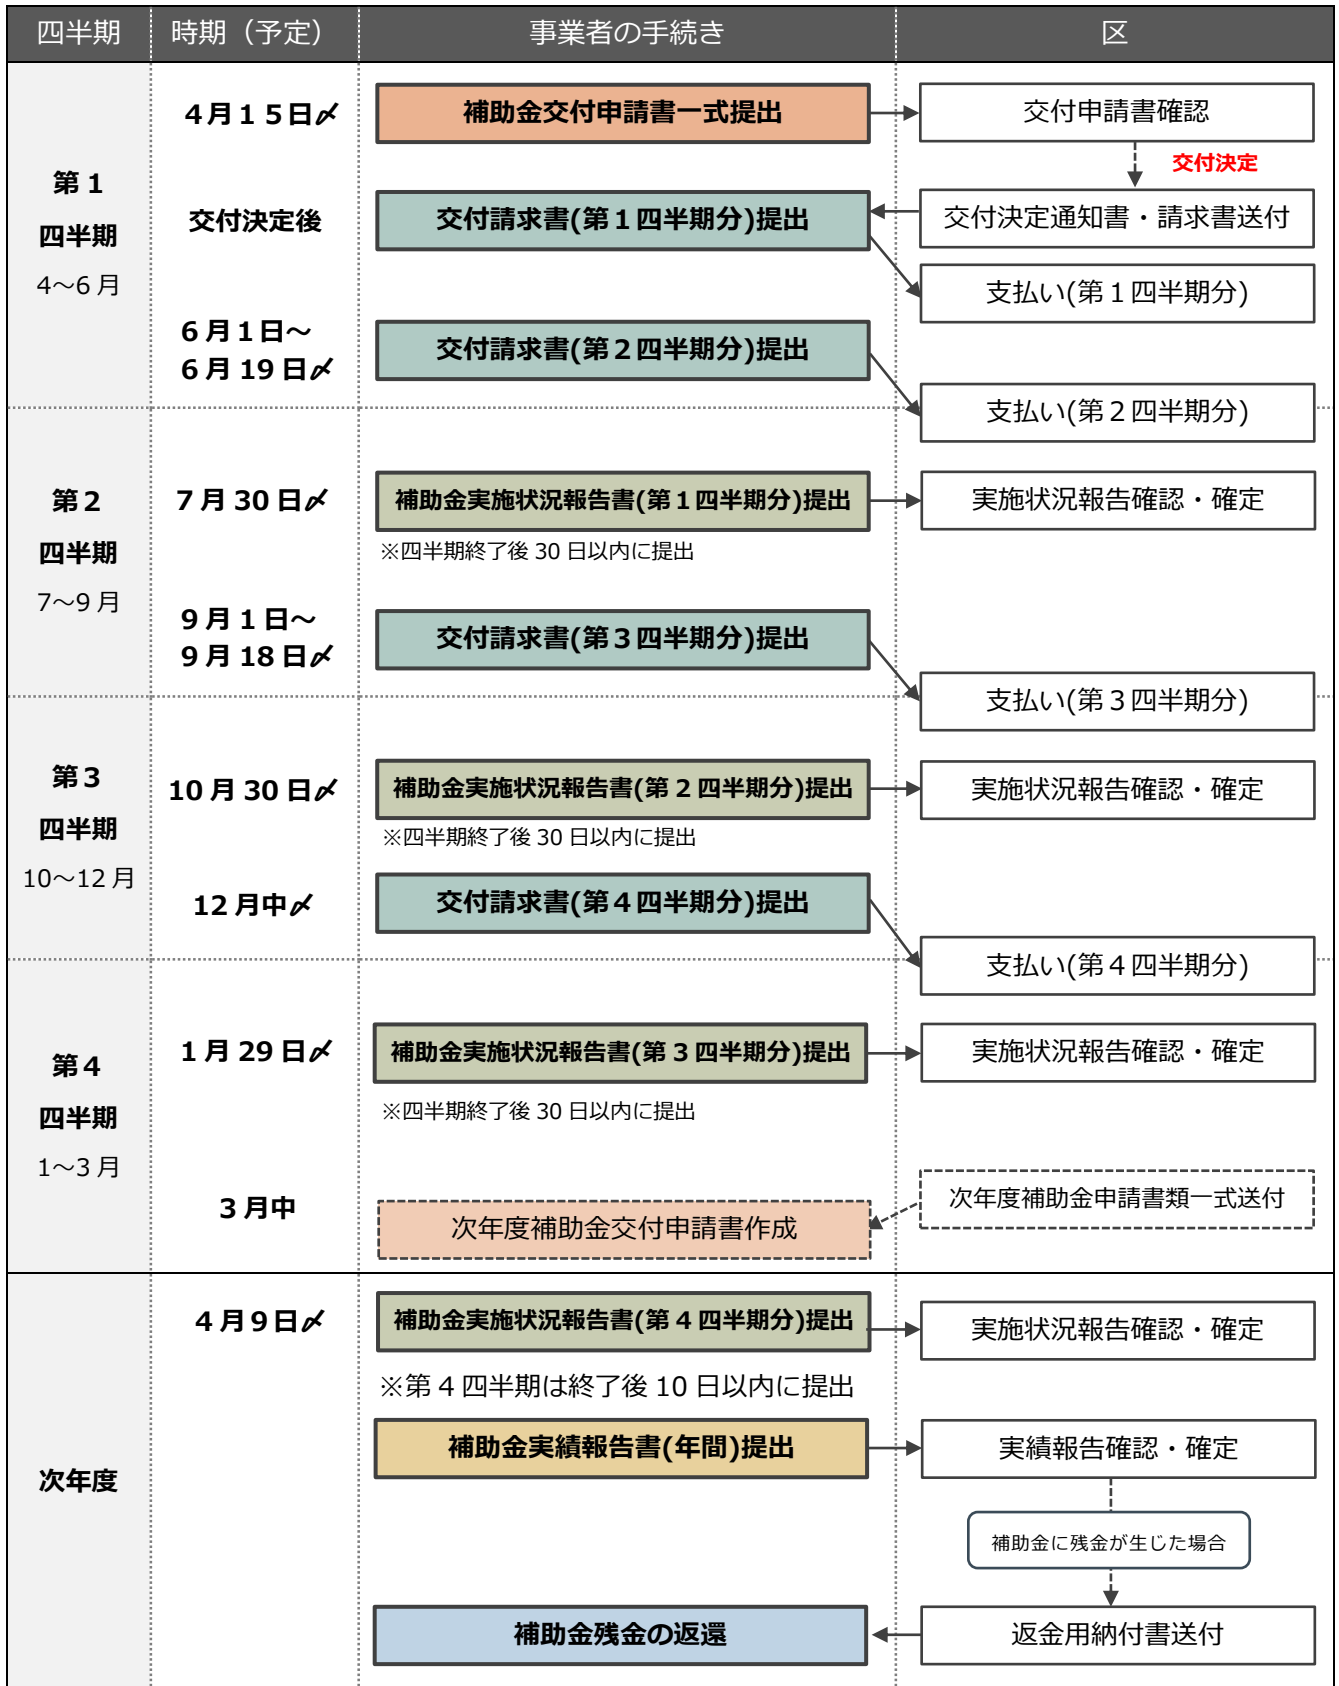 四半期 時期（予定） 事業者の手続き 区
第１
四半期
4～6 月
4月１５日〆 補助金交付申請書一式提出 交付申請書確認
交付決定
交付決定後 交付請求書(第１四半期分)提出 交付決定通知書・請求書送付
支払い(第１四半期分)
６月１日～
６月 19 日〆
交付請求書(第２四半期分)提出
支払い(第２四半期分)
第２
四半期
7～9 月
７月 30 日〆 補助金実施状況報告書(第１四半期分)提出 実施状況報告確認・確定
※四半期終了後 30 日以内に提出
９月１日～
９月 18 日〆
交付請求書(第３四半期分)提出
支払い(第３四半期分)
第３
四半期
10～12 月
10 月 30 日〆 補助金実施状況報告書(第２四半期分)提出 実施状況報告確認・確定
※四半期終了後 30 日以内に提出
12 月中〆 交付請求書(第４四半期分)提出
支払い(第４四半期分)
第４
四半期
1～3 月
１月 29 日〆 補助金実施状況報告書(第３四半期分)提出 実施状況報告確認・確定
※四半期終了後 30 日以内に提出
３月中 次年度補助金交付申請書作成 次年度補助金申請書類一式送付
次年度
４月９日〆 補助金実施状況報告書(第４四半期分)提出 実施状況報告確認・確定
※第４四半期は終了後 10 日以内に提出
補助金実績報告書(年間)提出 実績報告確認・確定
補助金に残金が生じた場合
補助金残金の返還 返金用納付書送付